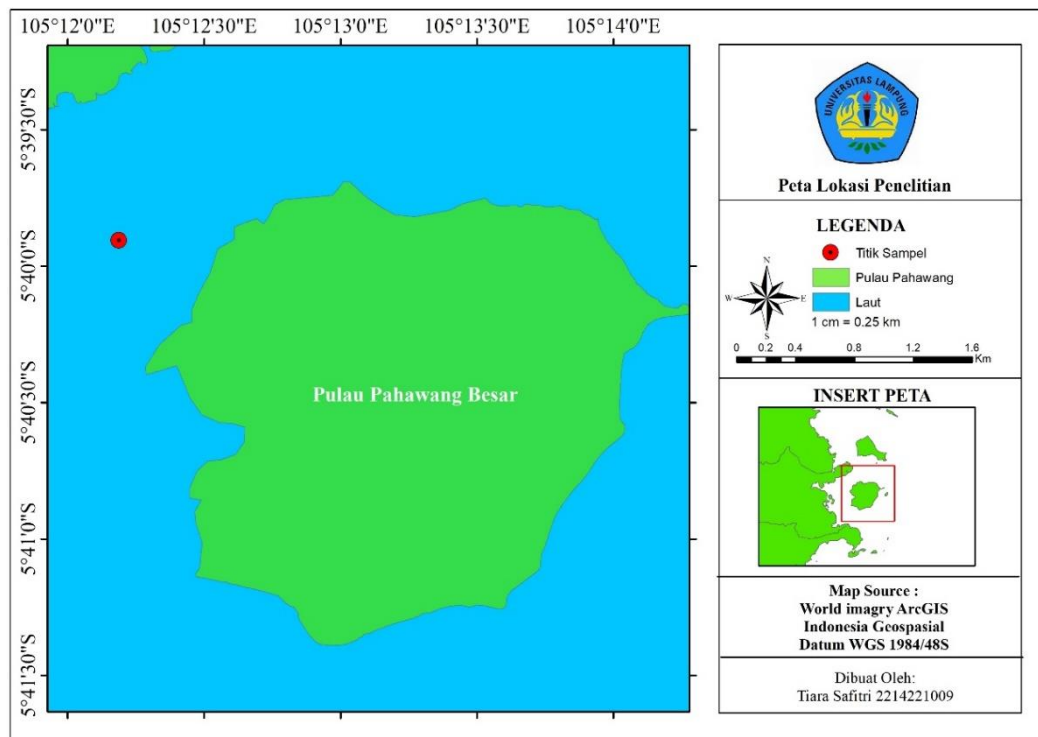 105°12'0"E
105°12'30"E
105°13'0"E
105°13'30"E
105°14'0"E
5°39'30"S
5°40'0"S
5°40'30"S
5°41'0"S
5°41'30"S
Pulau Pahawang Besar
UNIVERSITAS LAMPUNG
Peta Lokasi Penelitian
LEGENDA
Titik Sampel
Pulau Pahawang
Laut
1 cm = 0.25 km
N
W
E
S
0 0.2 0.4 0.8 1.2 1.6
Km
INSERT PETA
Map Source :
World imagry ArcGIS
Indonesia Geospasial
Datum WGS 1984/48S
Dibuat Oleh:
Tiara Safitri 2214221009